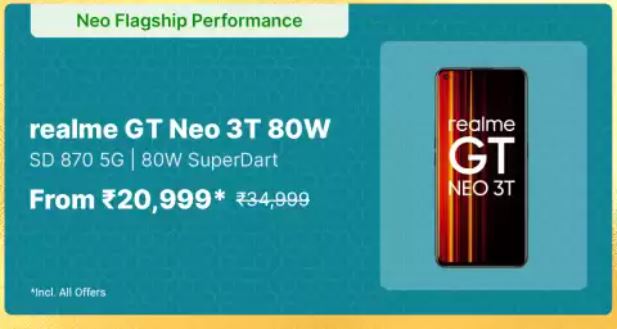 Neo Flagship Performance
realme GT Neo 3T 80W
SD 870 5G | 80W SuperDart
From ₹20,999* ₹34,999
*Incl. All Offers
realme
GT
NEO 3T